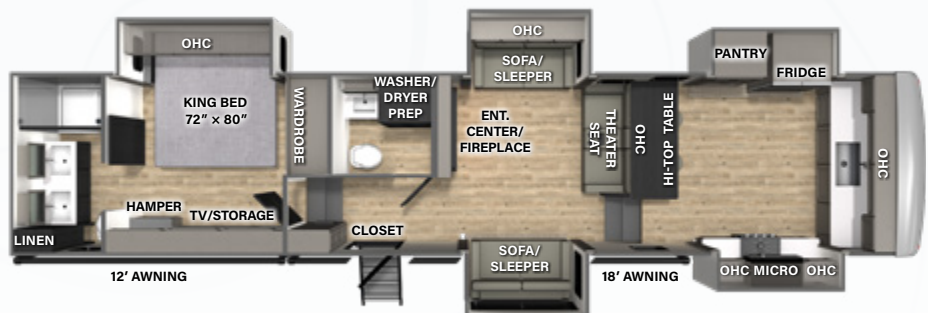 OHC
KING BED
72" × 80"
WARDROBE
WASHER/
DRYER
PREP
OHC
SOFA/
SLEEPER
ENT.
CENTER/
FIREPLACE
THEATER
SEAT
OHC
HI-TOP TABLE
PANTRY
FRIDGE
OHC
LINEN
HAMPER
TV/STORAGE
CLOSET
SOFA/
SLEEPER
OHC MICRO OHC
12' AWNING
18' AWNING